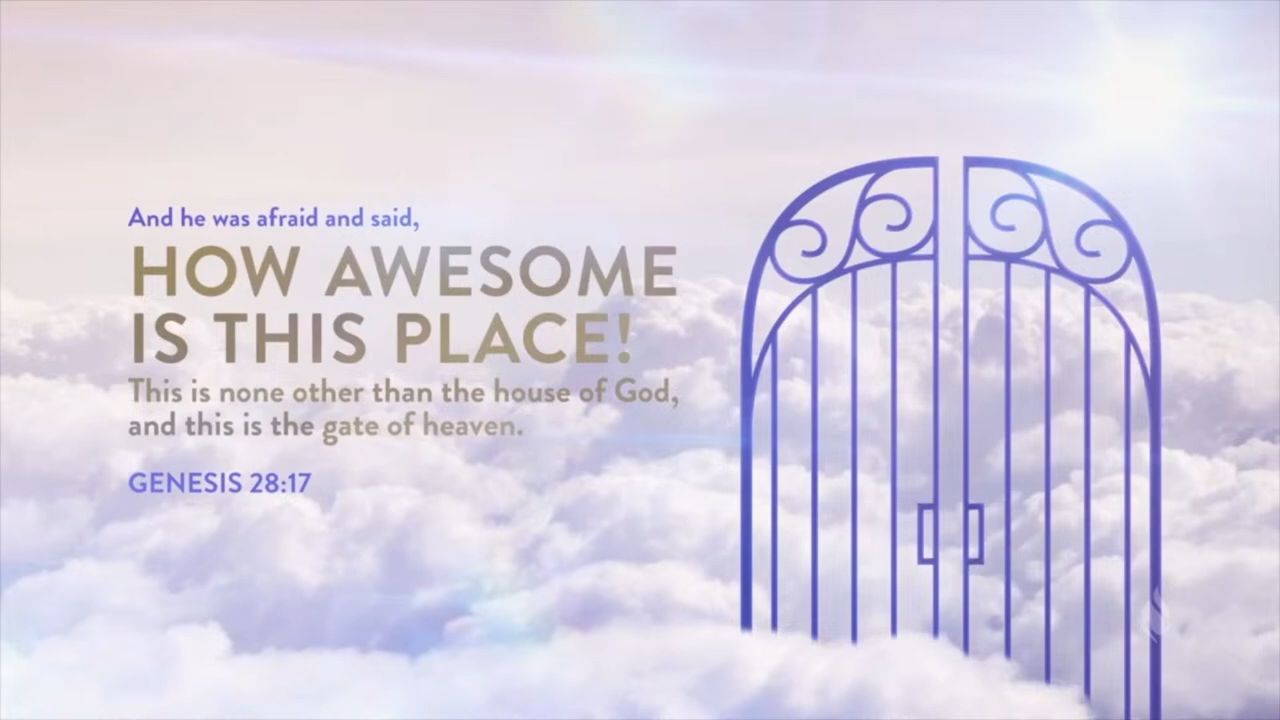 And he was afraid and said,
HOW AWESOME
IS THIS PLACE!
This is none other than the house of God,
and this is the gate of heaven.
GENESIS 28:17